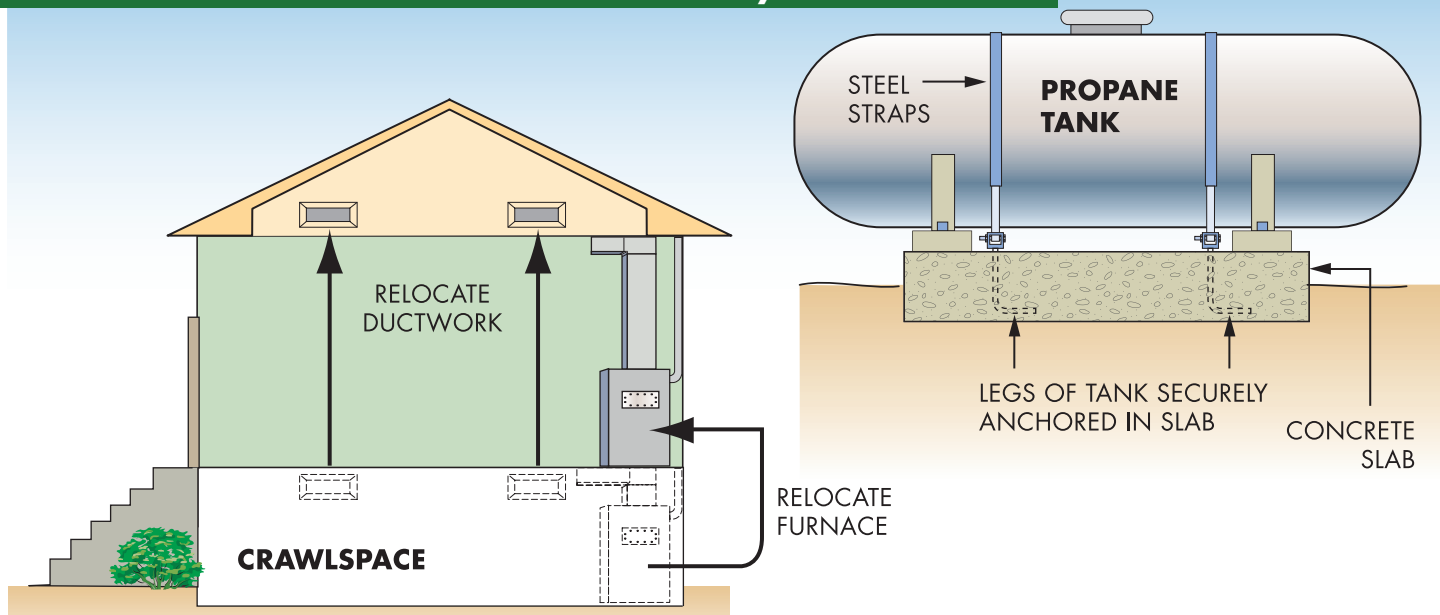 RELOCATE
DUCTWORK
CRAWLSPACE
RELOCATE
FURNACE
STEEL
STRAPS
PROPANE
TANK
LEGS OF TANK SECURELY
ANCHORED IN SLAB
CONCRETE
SLAB